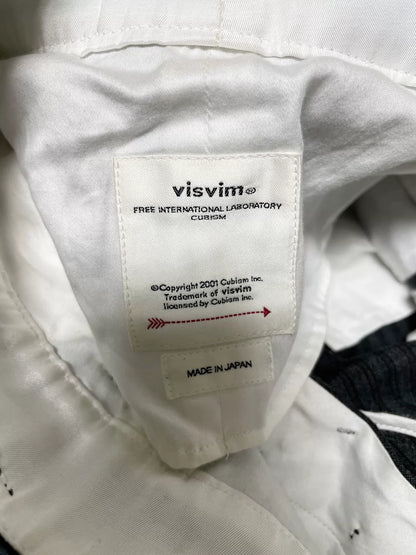 visvim®
FREE INTERNATIONAL LABORATORY
CUBISM
©Copyright 2001 Cubism Inc.
Trademark of visvim
licensed by Cubism Inc.
MADE IN JAPAN